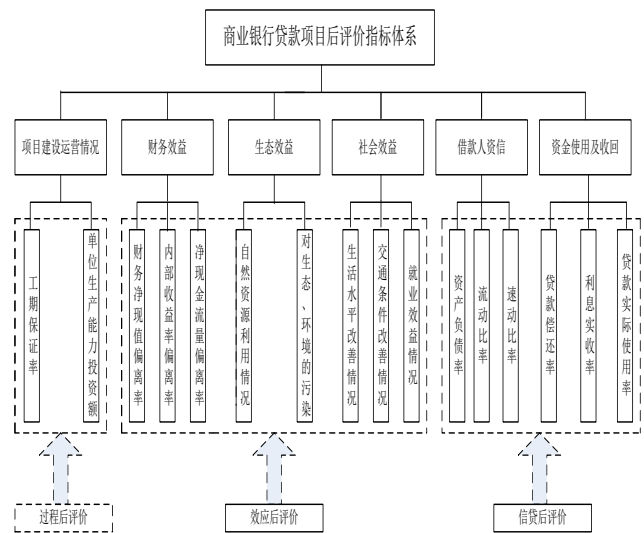 商业银行贷款项目后评价指标体系
项目建设运营情况
财务效益
生态效益
社会效益
借款人资信
资金使用及收回
工期保证率
单位生产能力投资额
财务净现值偏离率
内部收益率偏离率
净现金流量偏离率
自然资源利用情况
对生态、环境的污染
生活水平改善情况
交通条件改善情况
就业效益情况
资产负债率
流动比率
速动比率
贷款偿还率
利息实收率
贷款实际使用率
过程后评价
效应后评价
信贷后评价